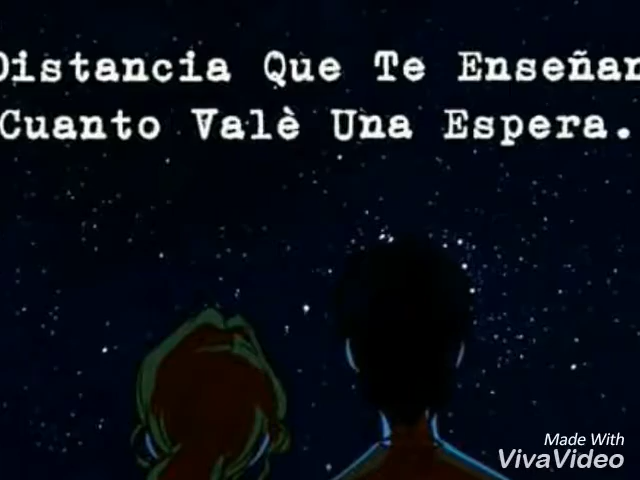 Distancia Que Te Enseñan
Cuanto Valè Una Espera.
Made With
VivaVideo